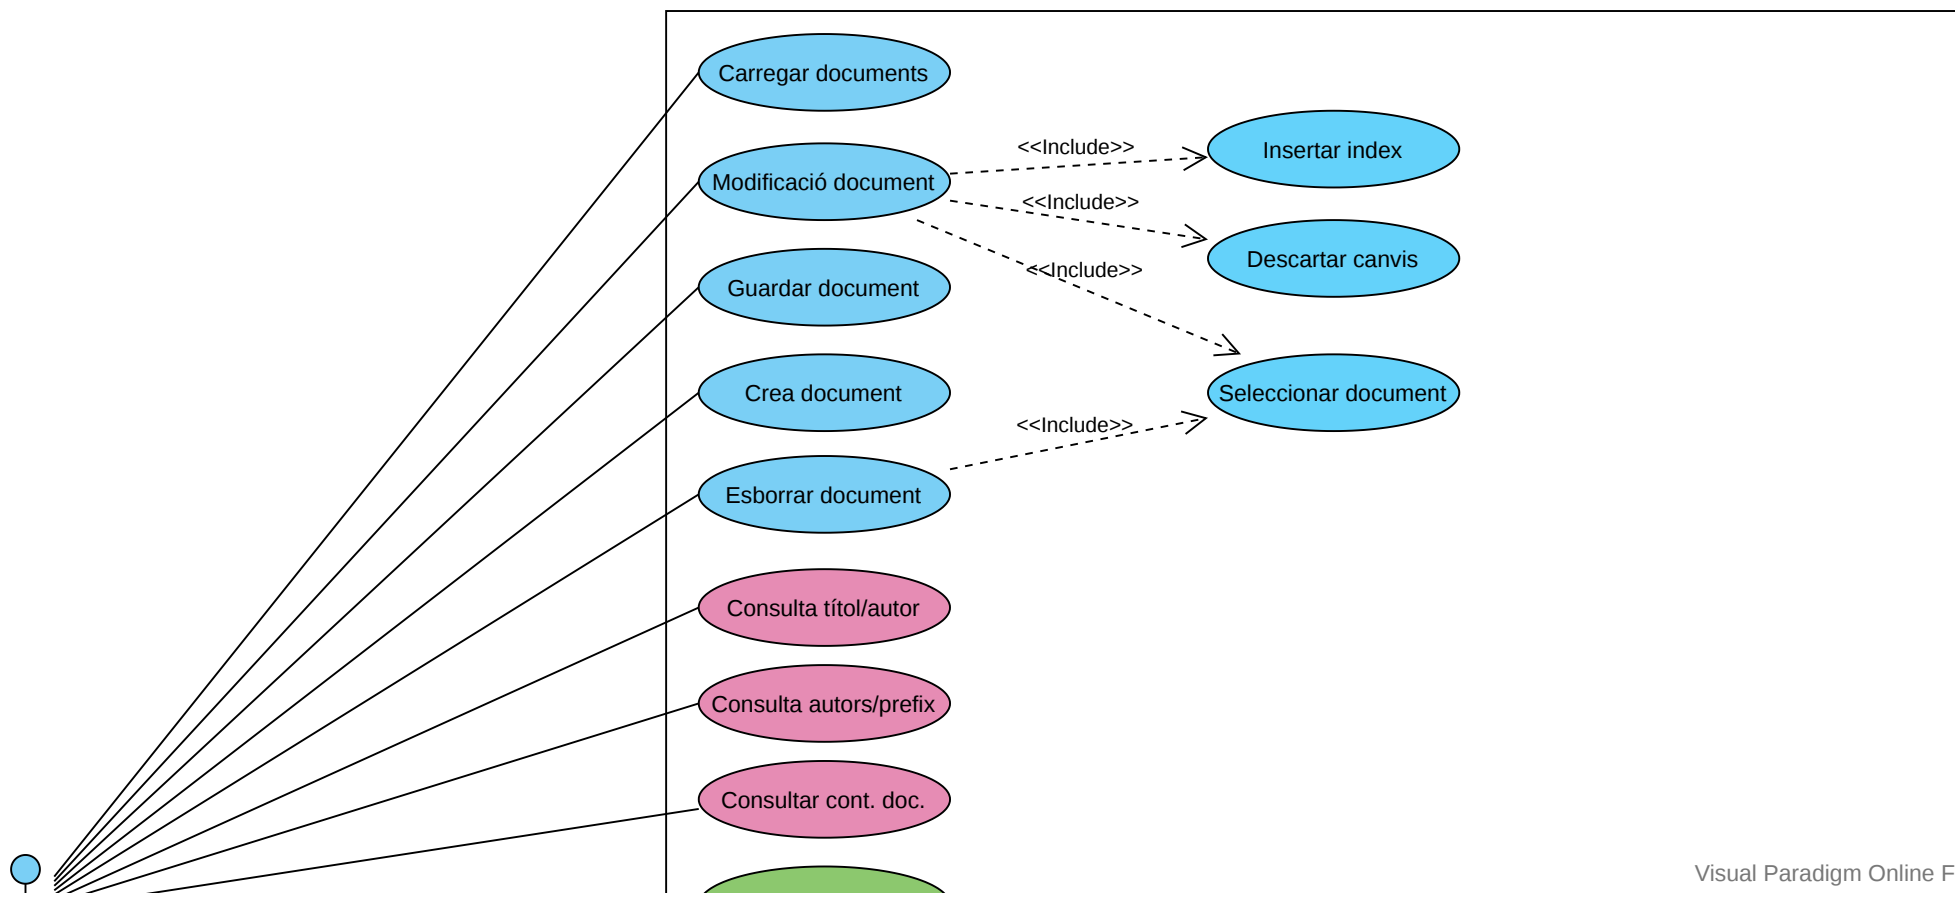 Carregar documents
<<Include>>
Insertar index
Modificació document
<<Include>>
Descartar canvis
<<Include>>
Guardar document
Crea document
Seleccionar document
<<Include>>
Esborrar document
Consulta títol/autor
Consulta autors/prefix
Consultar cont. doc.
Visual Paradigm Online F